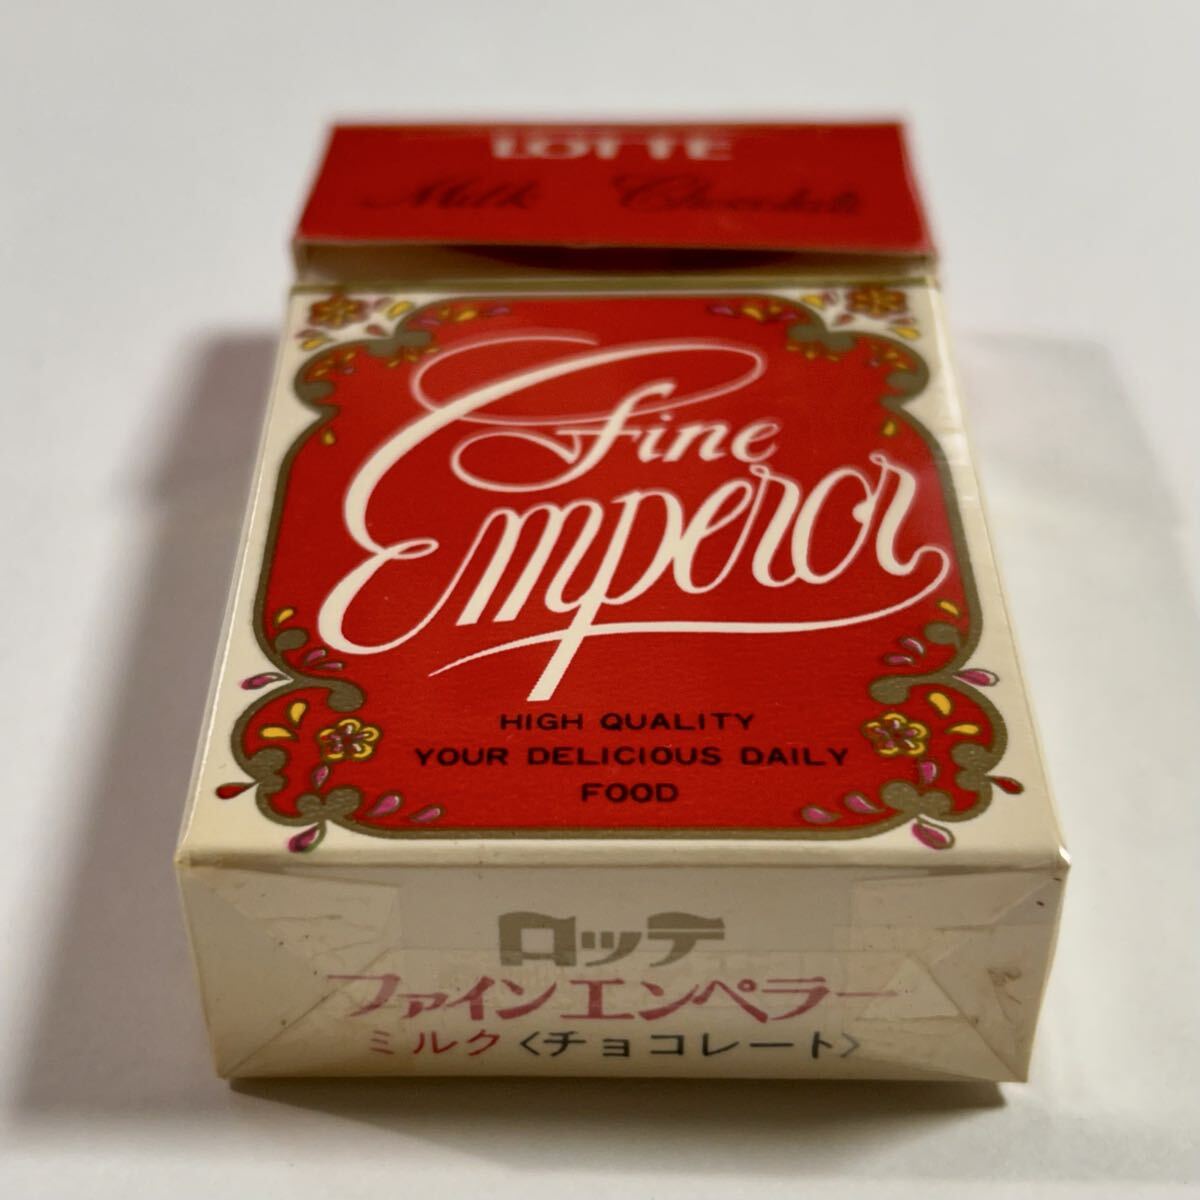 LOTTE
Milk Chocolate
Fine
Emperor
HIGH QUALITY
YOUR DELICIOUS DAILY
FOOD
ロッテ
ファインエンペラー
ミルク〈チョコレート〉